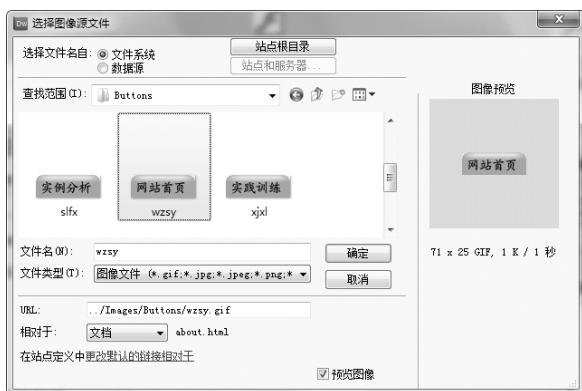 Dw 选择图像源文件
选择文件名自: 文件系统
数据源
站点根目录
站点和服务器...
查找范围(I): Buttons
实例分析 网站首页 实践训练
slfx wzsy xjxl
文件名(N): wzsy 确定
文件类型(T): 图像文件 (*.gif;*.jpg;*.jpeg;*.png;* 取消
URL: ../Images/Buttons/wzsy.gif
相对于: 文档 about.html
在站点定义中更改默认的链接相对于
预览图像
图像预览
网站首页
71 x 25 GIF, 1 K / 1 秒